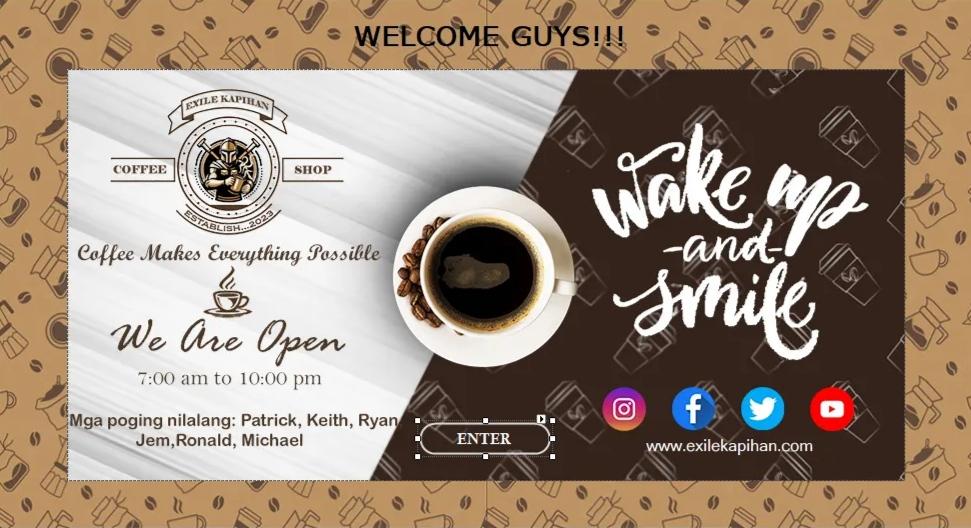 WELCOME GUYS!!!
EXILE KAPIHAN
COFFEE SHOP
ESTABLISH...2023
Coffee Makes Everything Possible
We Are Open
7:00 am to 10:00 pm
Mga poging nilalang: Patrick, Keith, Ryan
Jem,Ronald, Michael
ENTER
wake up
-and-
smile
www.exilekapihan.com